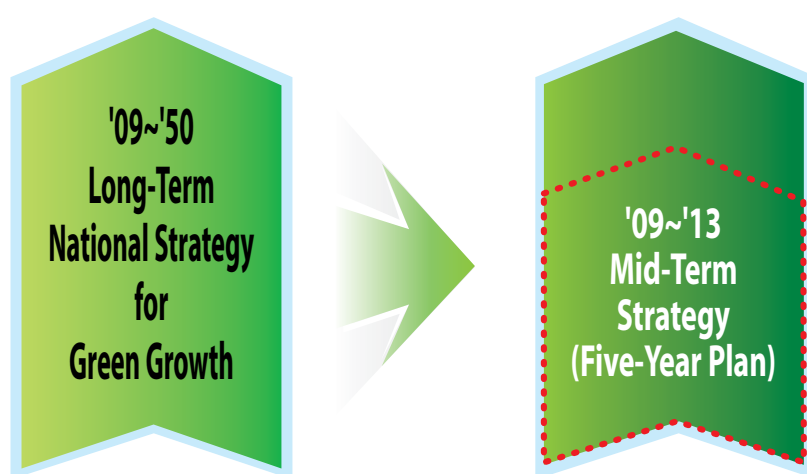 '09~'50
Long-Term
National Strategy
for
Green Growth
'09~'13
Mid-Term
Strategy
(Five-Year Plan)